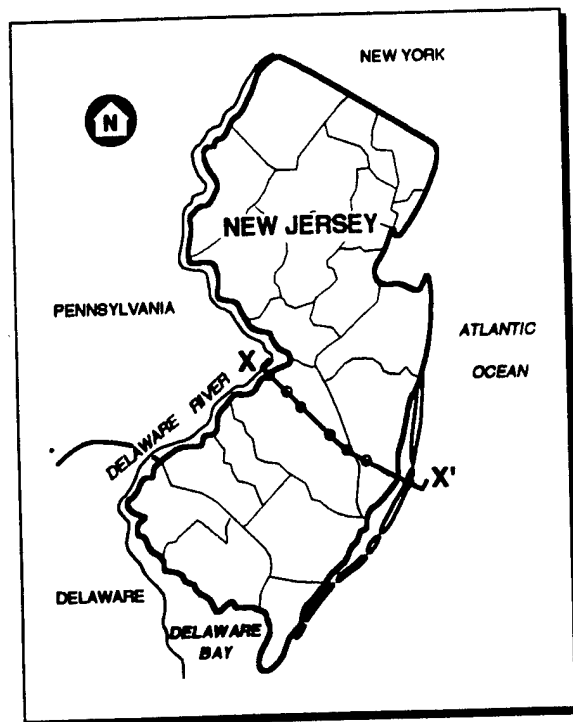 NEW YORK
N
NEW JERSEY
PENNSYLVANIA
ATLANTIC
OCEAN
X
DELAWARE RIVER
X'
DELAWARE
DELAWARE
BAY